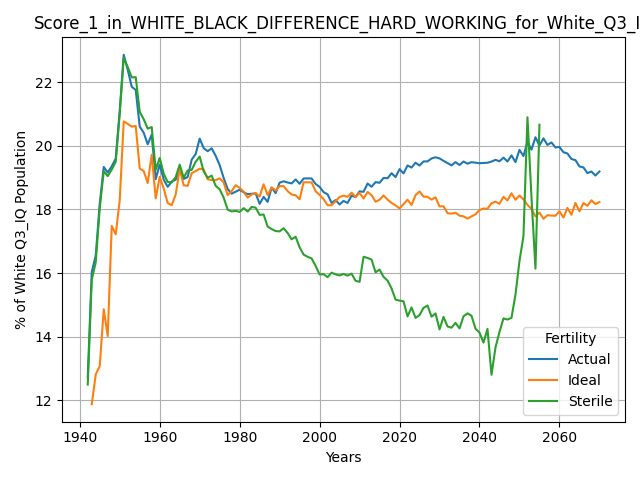 Score_1_in_WHITE_BLACK_DIFFERENCE_HARD_WORKING_for_White_Q3_I
% of White Q3_IQ Population
22
20
18
16
14
12
1940
1960
1980
2000
2020
2040
2060
Years
Fertility
Actual
Ideal
Sterile